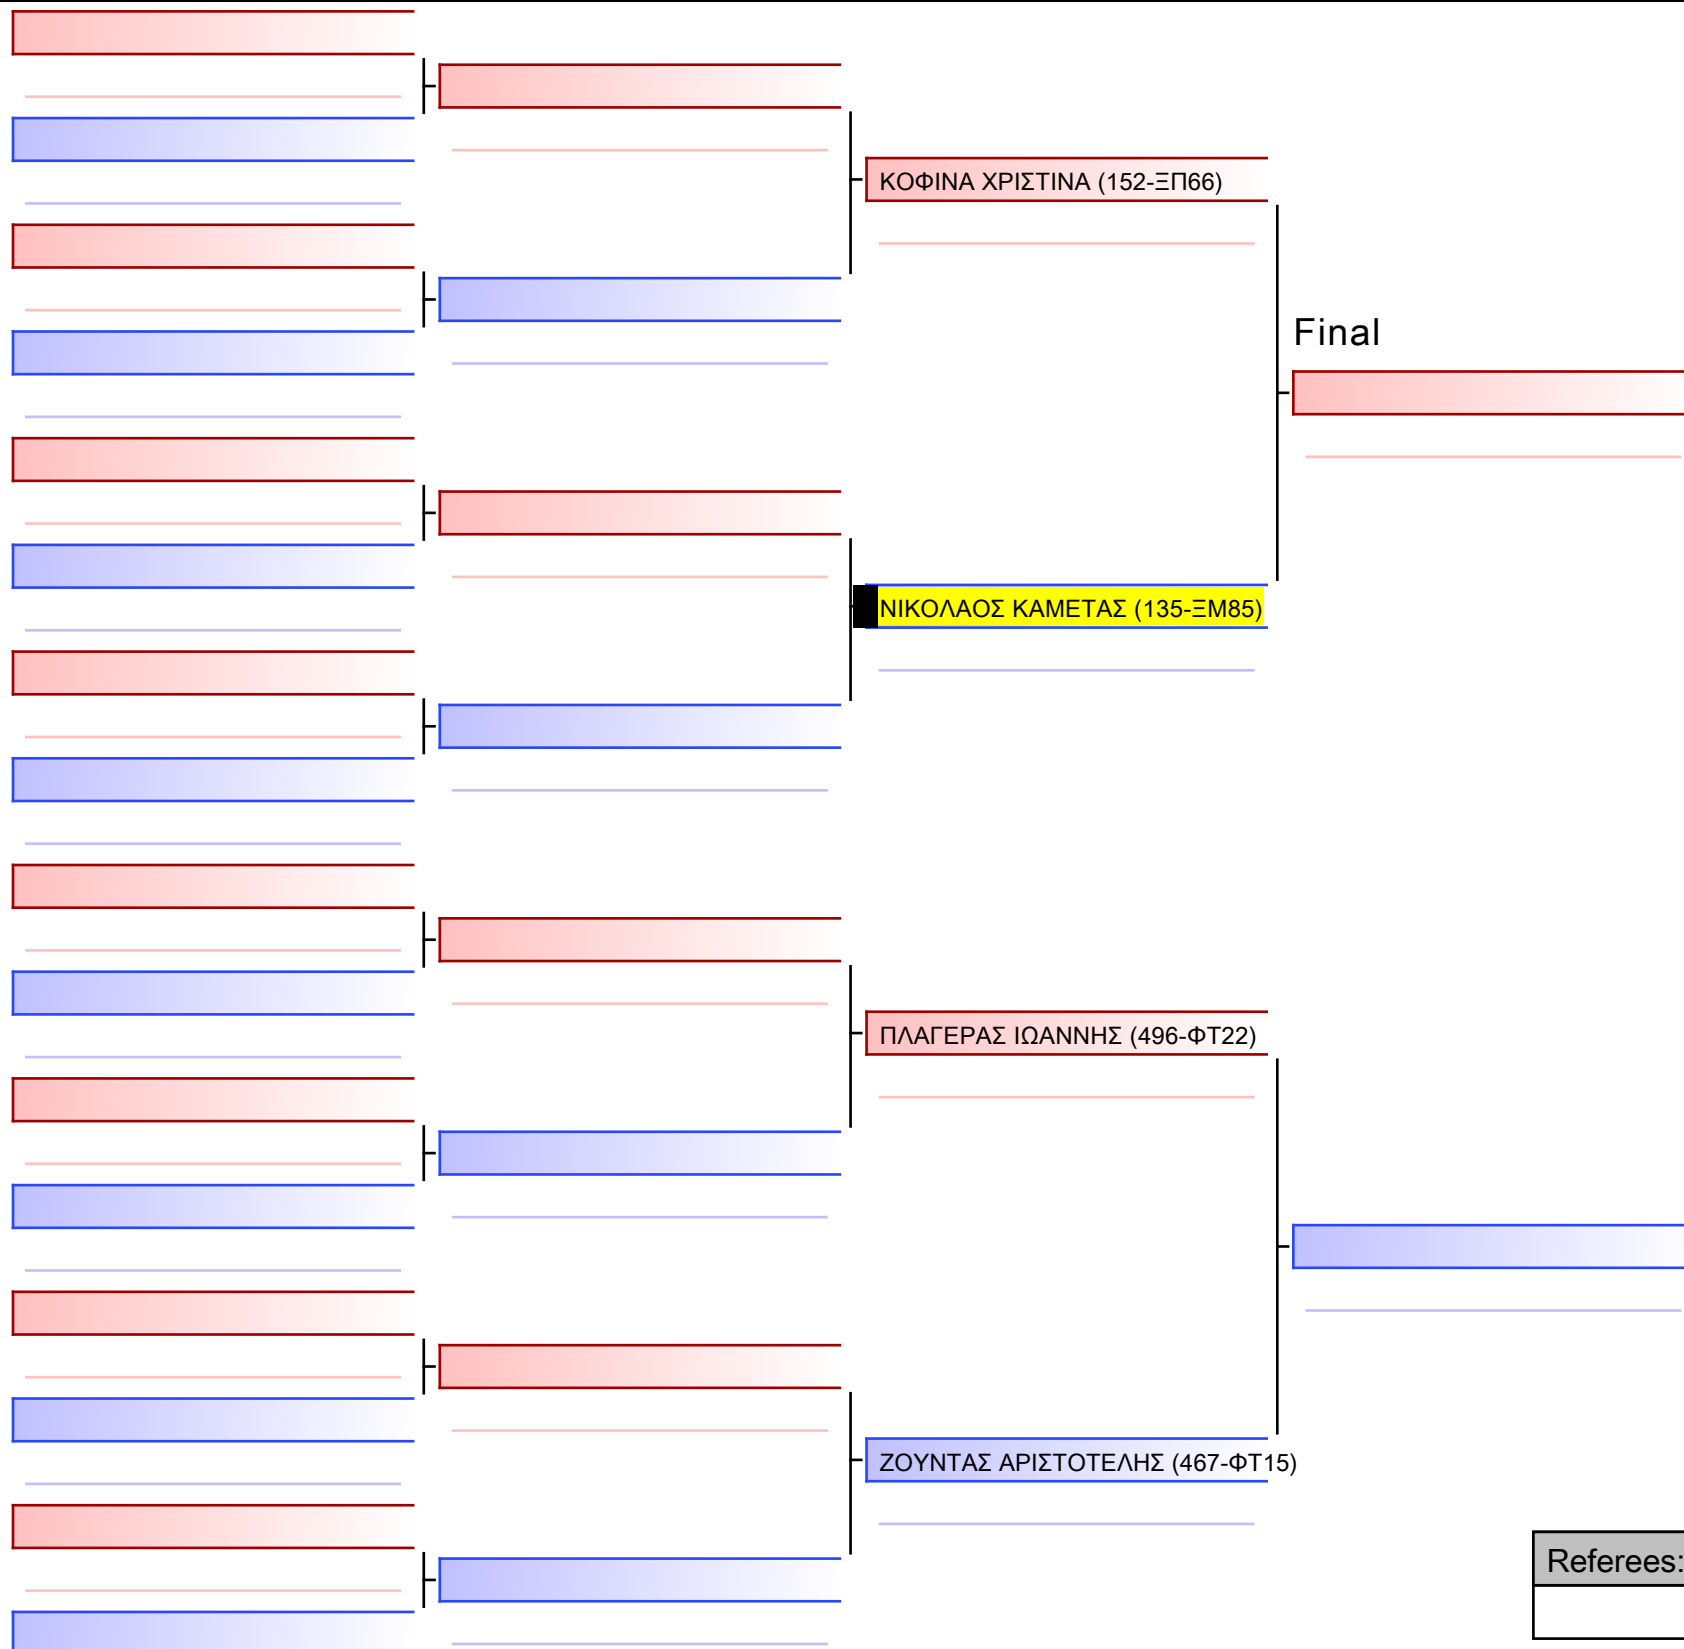 ΚΟΦΙΝΑ ΧΡΙΣΤΙΝΑ (152-ΞΠ66)
Final
ΝΙΚΟΛΑΟΣ ΚΑΜΕΤΑΣ (135-ΞΜ85)
ΠΛΑΓΕΡΑΣ ΙΩΑΝΝΗΣ (496-ΦΤ22)
ΖΟΥΝΤΑΣ ΑΡΙΣΤΟΤΕΛΗΣ (467-ΦΤ15)
Referees: